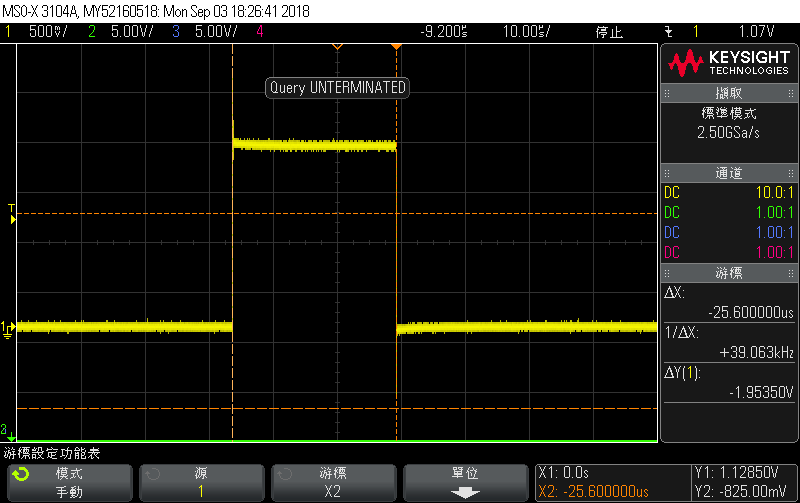 MSO-X 3104A, MY52160518: Mon Sep 03 18:26:41 2018
1 500mV/ 2 5.00V/ 3 5.00V/ 4 -9.200us 10.00us/ 停止 1 1.07V
Query UNTERMINATED
KEYSIGHT
TECHNOLOGIES
擷取
標準模式
2.50GSa/s
通道
DC 10.0:1
DC 1.00:1
DC 1.00:1
DC 1.00:1
游標
ΔX:
-25.600000us
1/ΔX:
+39.063kHz
ΔY(1):
-1.95350V
T
1
2
游標設定功能表
模式
手動
源
1
游標
X2
單位
X1: 0.0s
X2: -25.600000us
Y1: 1.12850V
Y2: -825.00mV